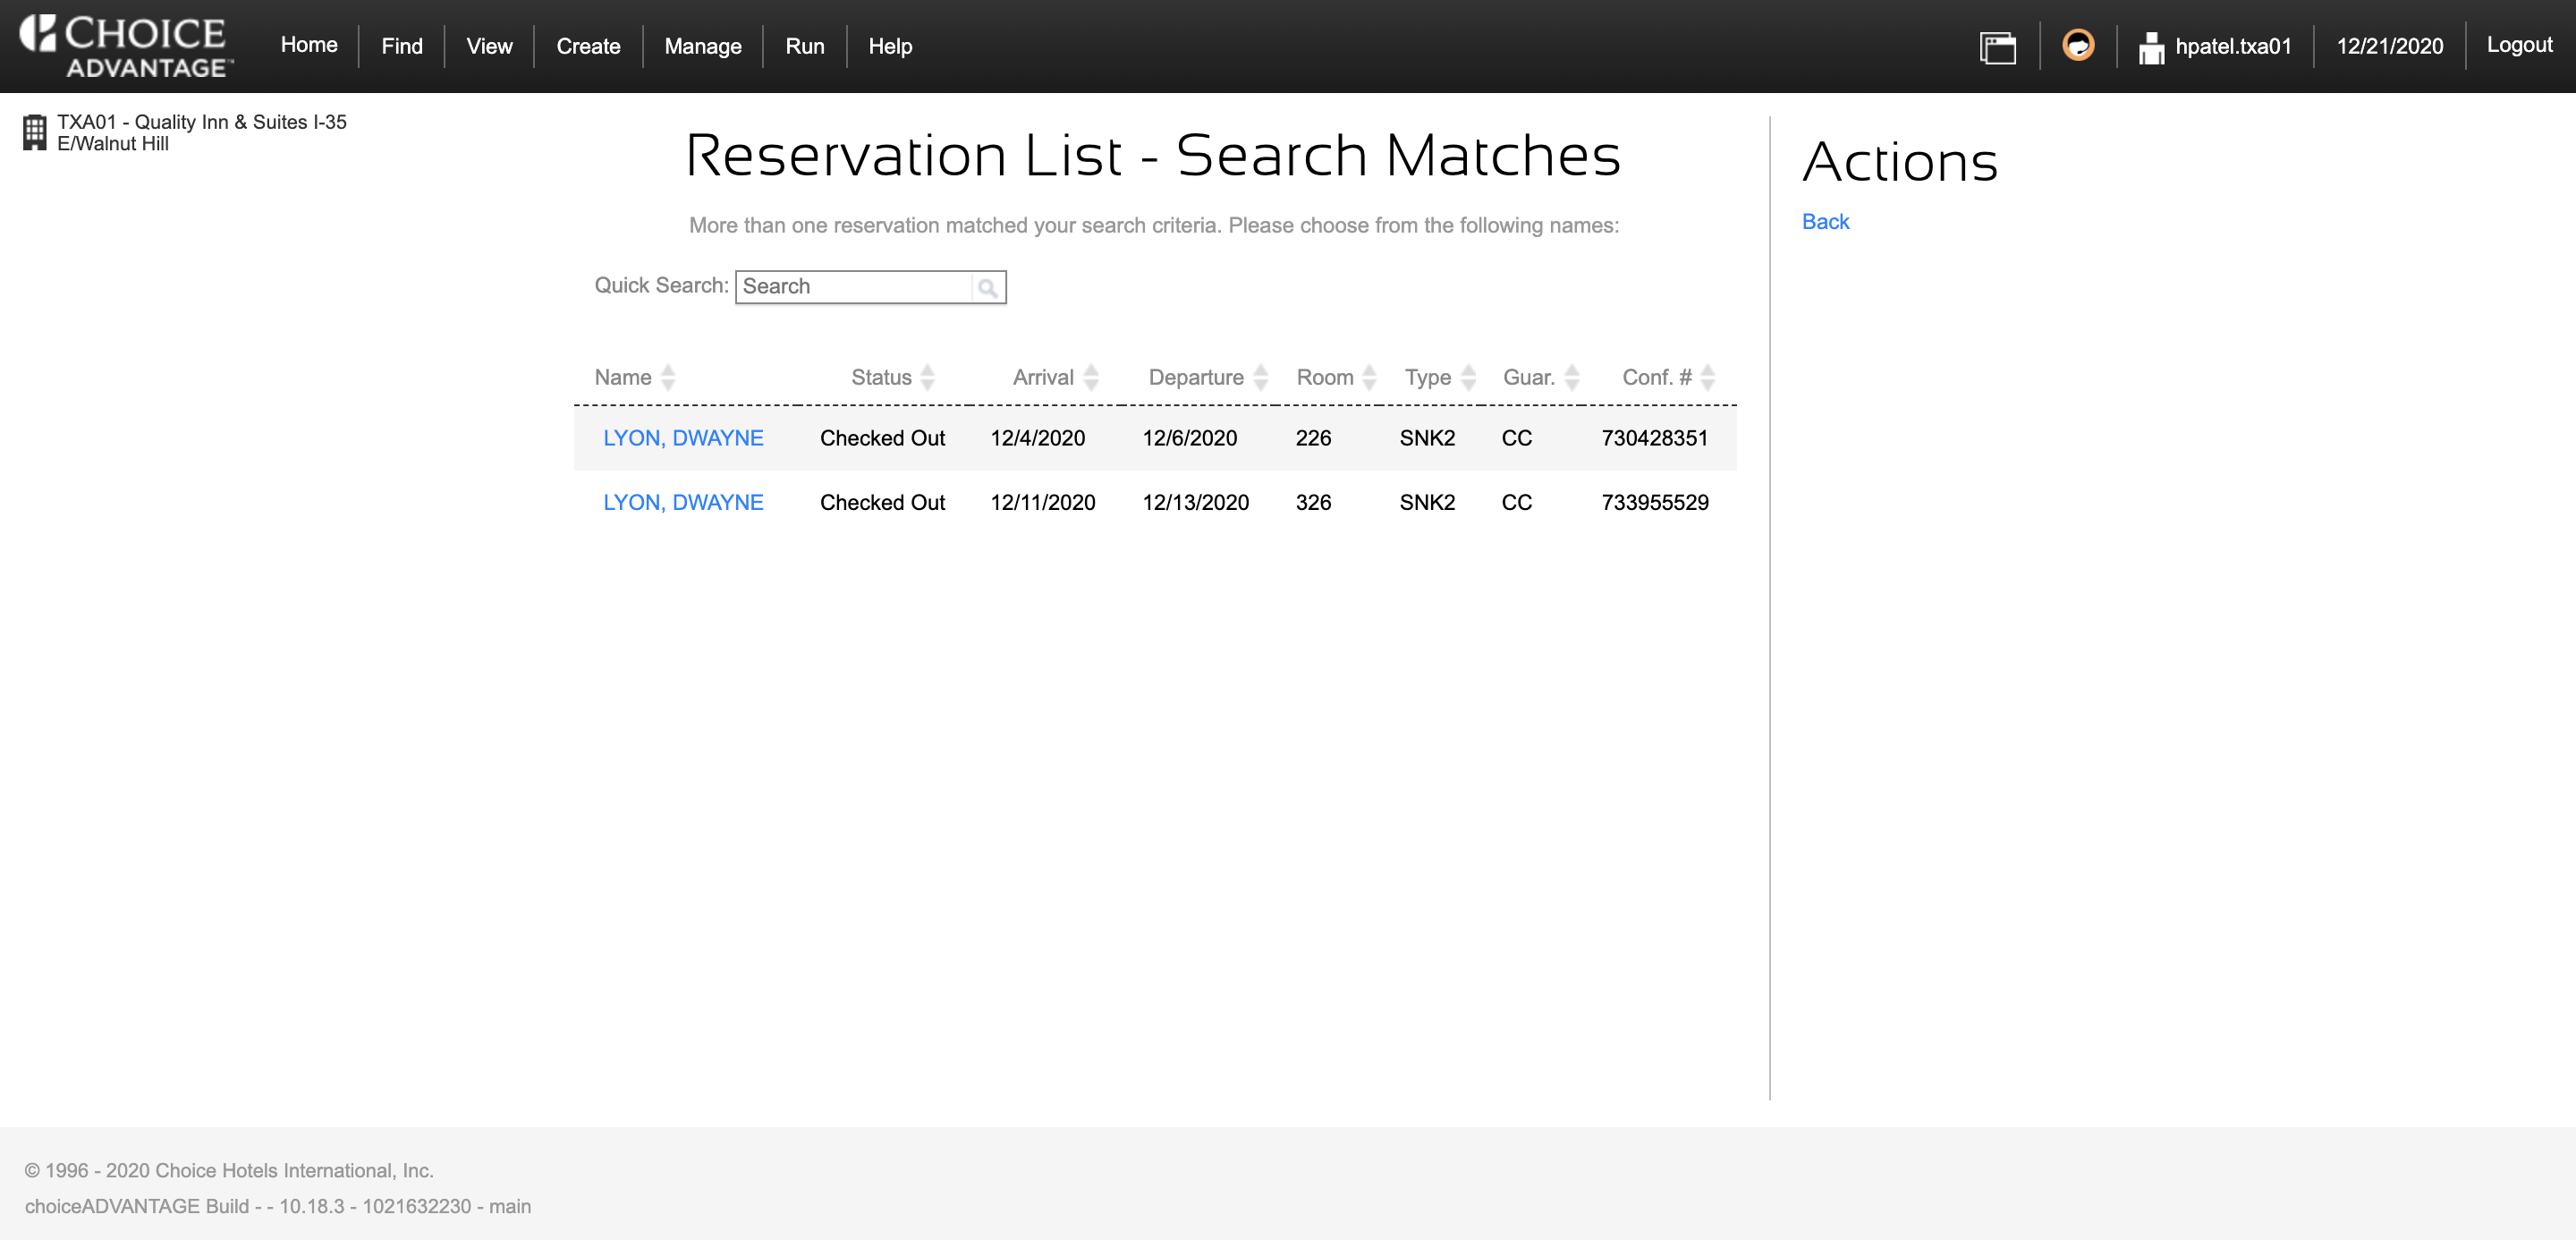 CHOICE
ADVANTAGE™
Home Find View Create Manage Run Help
hpatel.txa01 12/21/2020 Logout
TXA01 - Quality Inn & Suites I-35
E/Walnut Hill
Reservation List - Search Matches
More than one reservation matched your search criteria. Please choose from the following names:
Quick Search: Search
Name Status Arrival Departure Room Type Guar. Conf. #
LYON, DWAYNE Checked Out 12/4/2020 12/6/2020 226 SNK2 CC 730428351
LYON, DWAYNE Checked Out 12/11/2020 12/13/2020 326 SNK2 CC 733955529
Actions
Back
© 1996 - 2020 Choice Hotels International, Inc.
choiceADVANTAGE Build - - 10.18.3 - 1021632230 - main